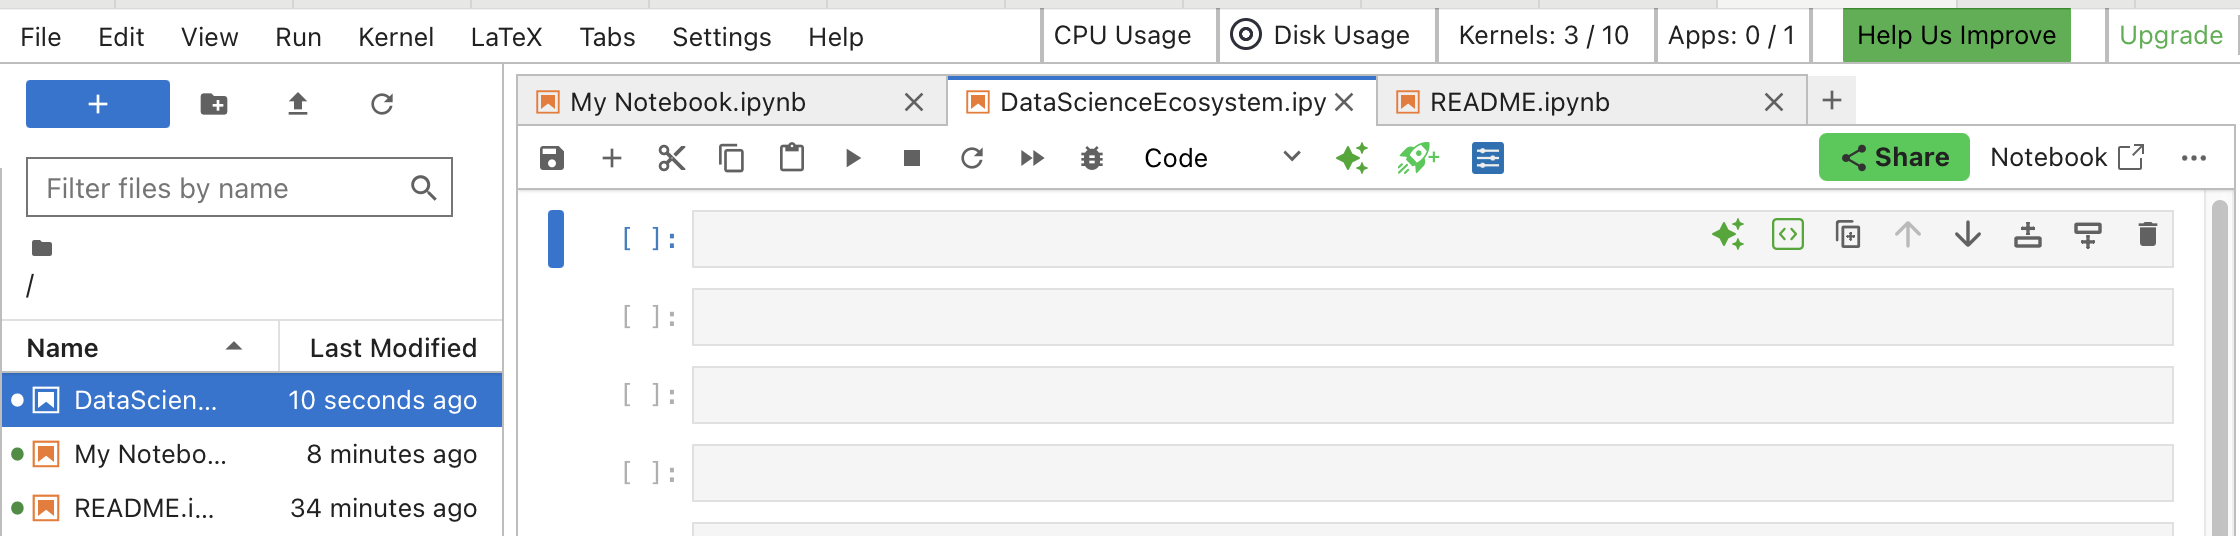 File Edit View Run Kernel LaTeX Tabs Settings Help CPU Usage Disk Usage Kernels: 3 / 10 Apps: 0 / 1 Help Us Improve Upgrade
My Notebook.ipynb DataScienceEcosystem.ipy README.ipynb
Code Share Notebook
Filter files by name
/
Name Last Modified
DataScien... 10 seconds ago
My Notebo... 8 minutes ago
README.i... 34 minutes ago
[ ]:
[ ]:
[ ]:
[ ]: